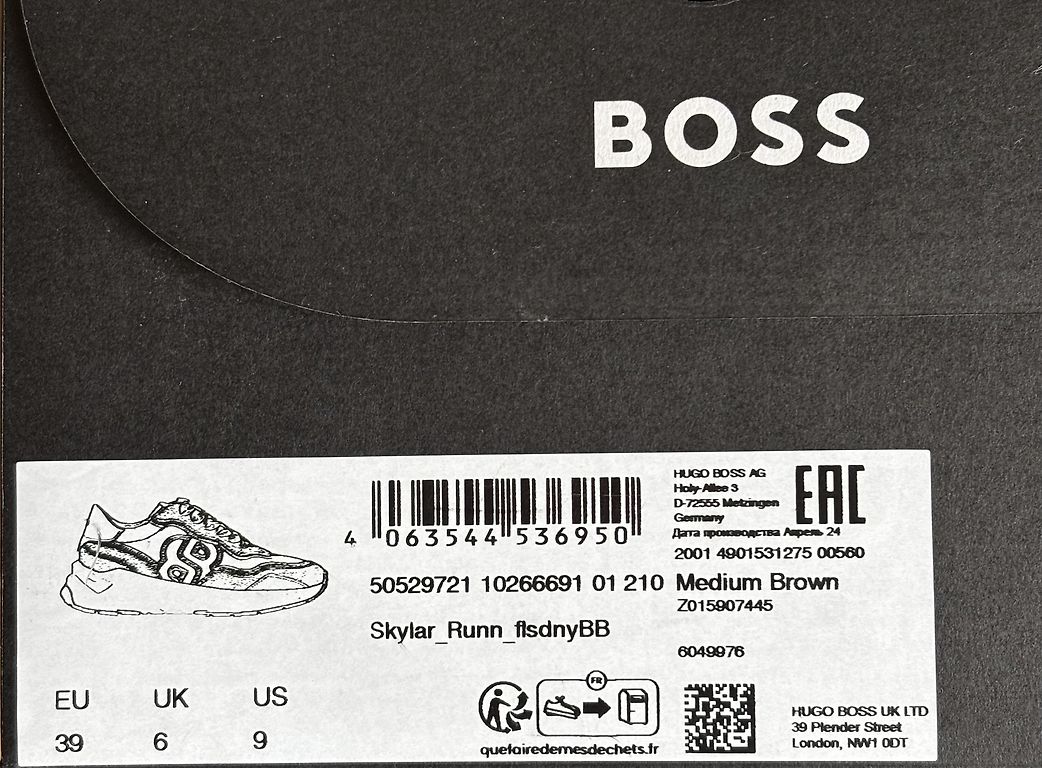 BOSS
HUGO BOSS AG
Holy-Allee 3
D-72555 Metzingen
Germany
EAC
Дата производства Апрель 24
2001 4901531275 00560
4 063544 536950
50529721 10266691 01 210 Medium Brown
Z015907445
Skylar_Runn_flsdnyBB
6049976
EU UK US
39 6 9
FR
quefairedemesdechets.fr
HUGO BOSS UK LTD
39 Plender Street
London, NW1 0DT